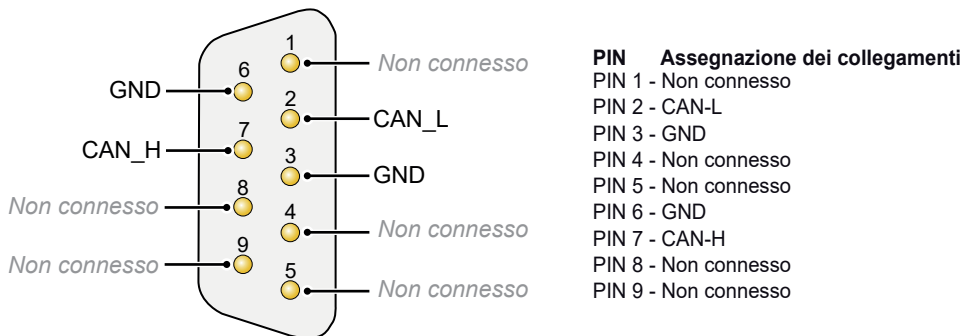 1
Non connesso
6
GND
2
CAN_L
7
CAN_H
3
GND
8
Non connesso
4
Non connesso
9
Non connesso
5
Non connesso
PIN Assegnazione dei collegamenti
PIN 1 - Non connesso
PIN 2 - CAN-L
PIN 3 - GND
PIN 4 - Non connesso
PIN 5 - Non connesso
PIN 6 - GND
PIN 7 - CAN-H
PIN 8 - Non connesso
PIN 9 - Non connesso